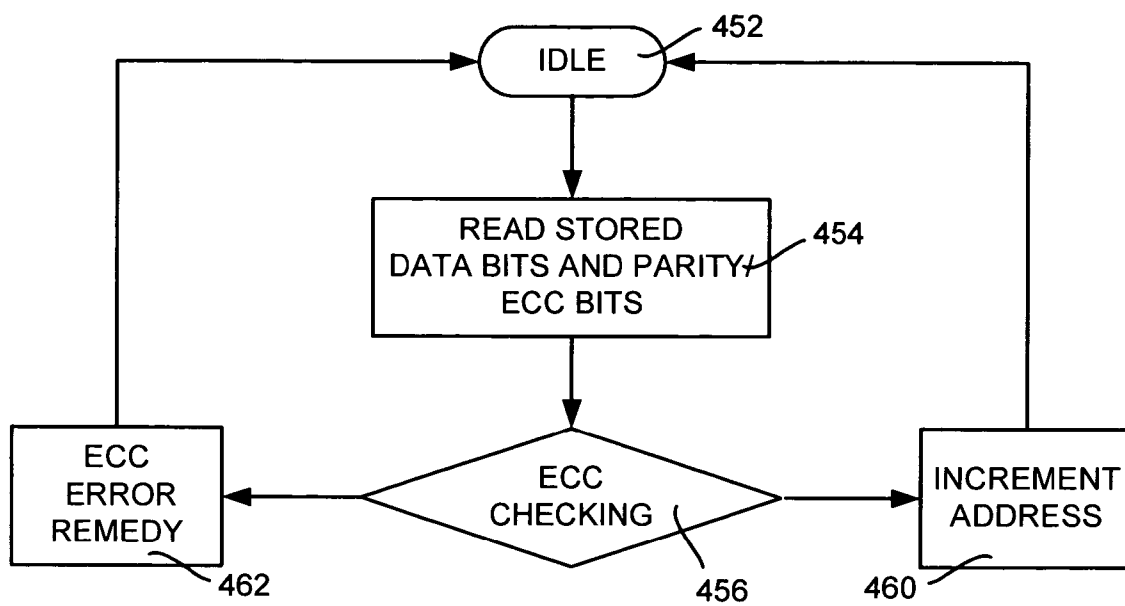 452
IDLE
READ STORED
DATA BITS AND PARITY/
ECC BITS
454
ECC
ERROR
REMEDY
ECC
CHECKING
INCREMENT
ADDRESS
462
456
460